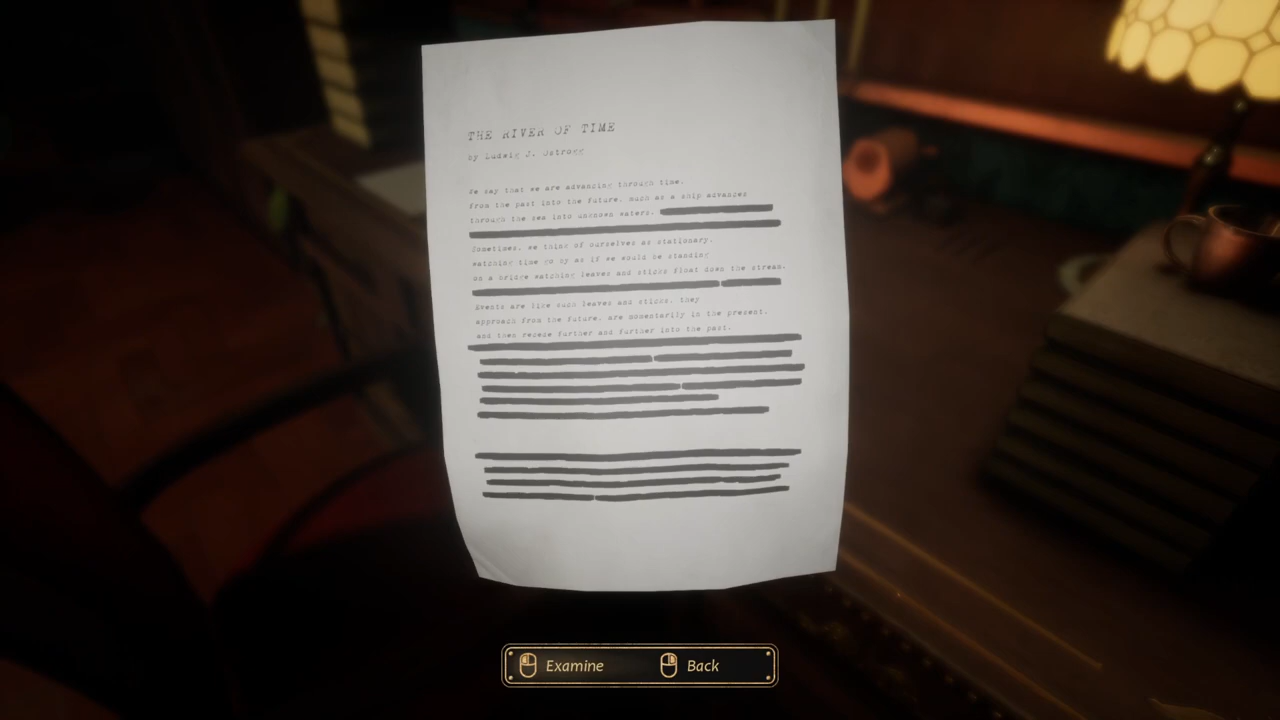 THE RIVER OF TIME
by Ludwig J. Ostrogg
We say that we are advancing through time,
from the past into the future, much as a ship advances
through the sea into unknown waters.
Sometimes, we think of ourselves as stationary,
watching time go by as if we would be standing
on a bridge watching leaves and sticks float down the stream.
Events are like such leaves and sticks, they
approach from the future, are momentarily in the present,
and then recede further and further into the past.
Examine
Back